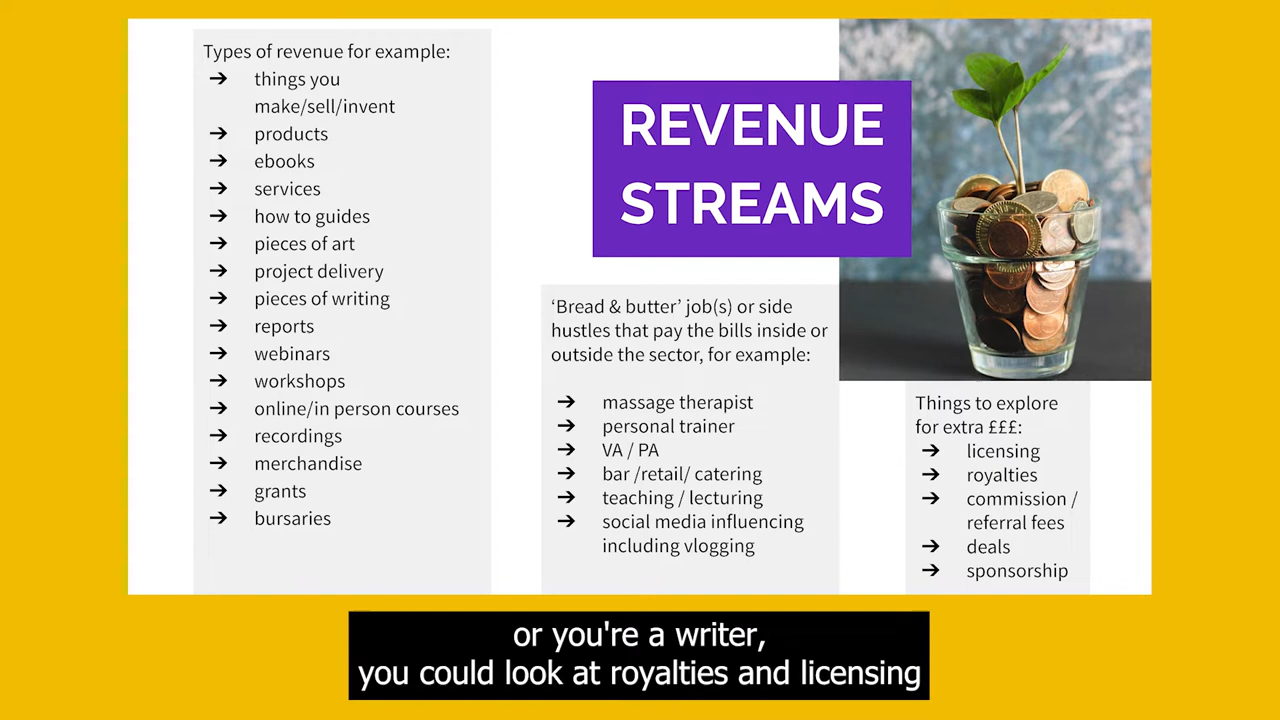 Types of revenue for example:
➔ things you
make/sell/invent
➔ products
➔ ebooks
➔ services
➔ how to guides
➔ pieces of art
➔ project delivery
➔ pieces of writing
➔ reports
➔ webinars
➔ workshops
➔ online/in person courses
➔ recordings
➔ merchandise
➔ grants
➔ bursaries
REVENUE
STREAMS
‘Bread & butter’ job(s) or side
hustles that pay the bills inside or
outside the sector, for example:
➔ massage therapist
➔ personal trainer
➔ VA / PA
➔ bar /retail/ catering
➔ teaching / lecturing
➔ social media influencing
including vlogging
Things to explore
for extra £££:
➔ licensing
➔ royalties
➔ commission /
referral fees
➔ deals
➔ sponsorship
or you're a writer,
you could look at royalties and licensing